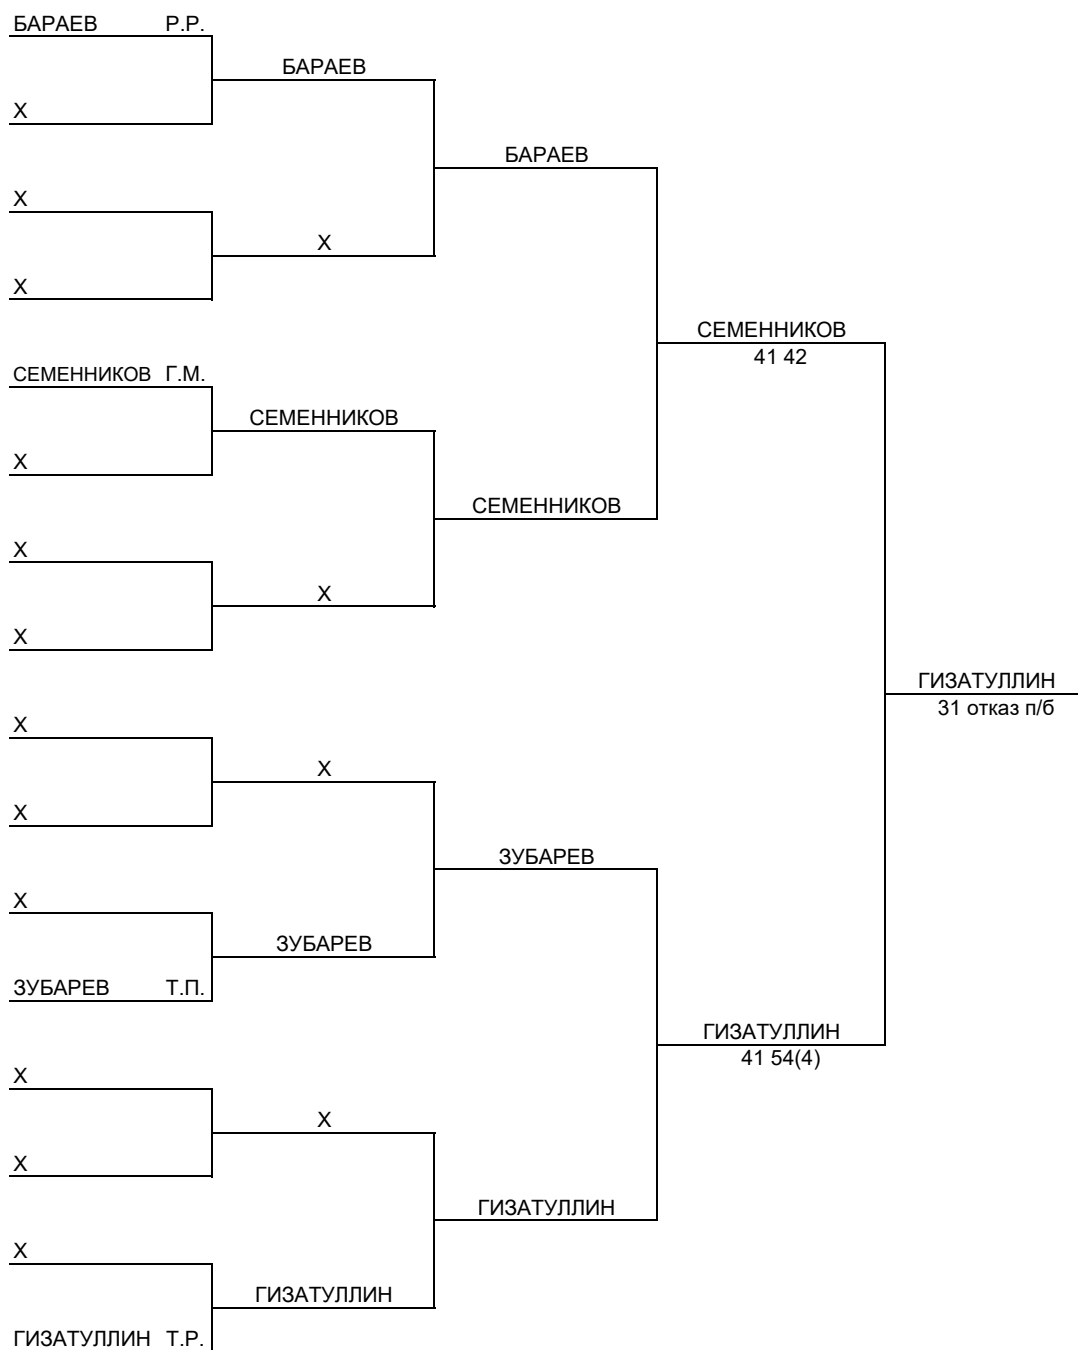 БАРАЕВ Р.Р.
БАРАЕВ
Х
БАРАЕВ
Х
Х
Х
СЕМЕННИКОВ
41 42
СЕМЕННИКОВ Г.М.
СЕМЕННИКОВ
Х
СЕМЕННИКОВ
Х
Х
Х
ГИЗАТУЛЛИН
31 отказ п/б
Х
Х
Х
ЗУБАРЕВ
Х
ЗУБАРЕВ
ЗУБАРЕВ Т.П.
ГИЗАТУЛЛИН
41 54(4)
Х
Х
Х
ГИЗАТУЛЛИН
Х
ГИЗАТУЛЛИН
ГИЗАТУЛЛИН Т.Р.